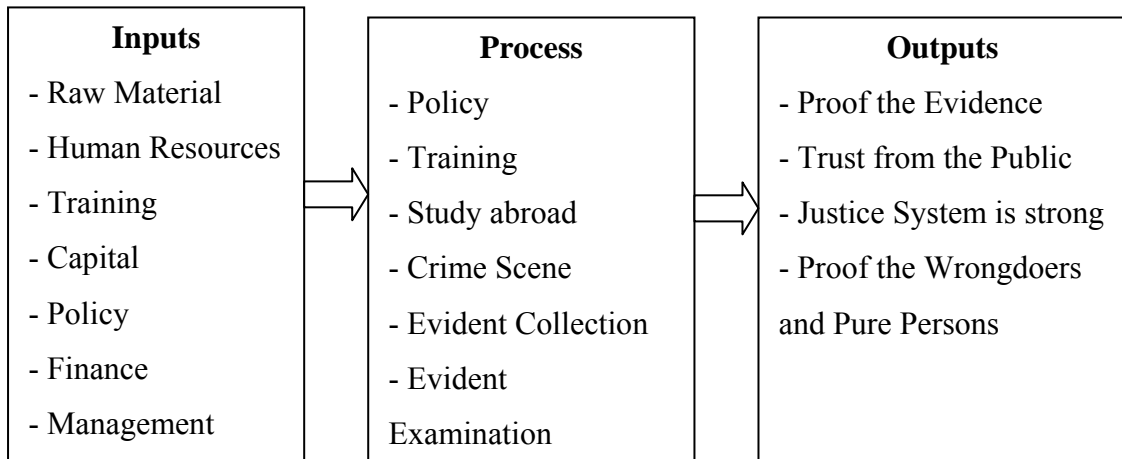 Inputs
- Raw Material
- Human Resources
- Training
- Capital
- Policy
- Finance
- Management
Process
- Policy
- Training
- Study abroad
- Crime Scene
- Evident Collection
- Evident
Examination
Outputs
- Proof the Evidence
- Trust from the Public
- Justice System is strong
- Proof the Wrongdoers
and Pure Persons